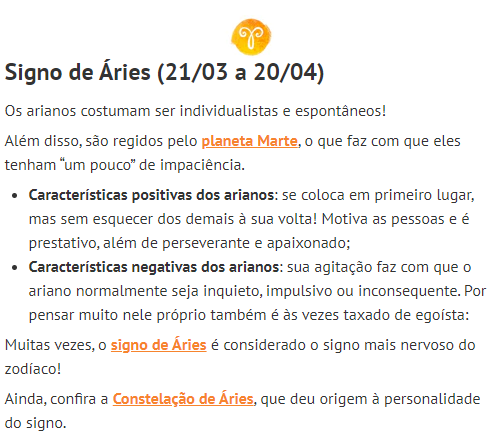 Signo de Áries (21/03 a 20/04)
Os arianos costumam ser individualistas e espontâneos!
Além disso, são regidos pelo planeta Marte, o que faz com que eles
tenham “um pouco” de impaciência.
• Características positivas dos arianos: se coloca em primeiro lugar,
mas sem esquecer dos demais à sua volta! Motiva as pessoas e é
prestativo, além de perseverante e apaixonado;
• Características negativas dos arianos: sua agitação faz com que o
ariano normalmente seja inquieto, impulsivo ou inconsequente. Por
pensar muito nele próprio também é às vezes taxado de egoísta:
Muitas vezes, o signo de Áries é considerado o signo mais nervoso do
zodíaco!
Ainda, confira a Constelação de Áries, que deu origem à personalidade
do signo.